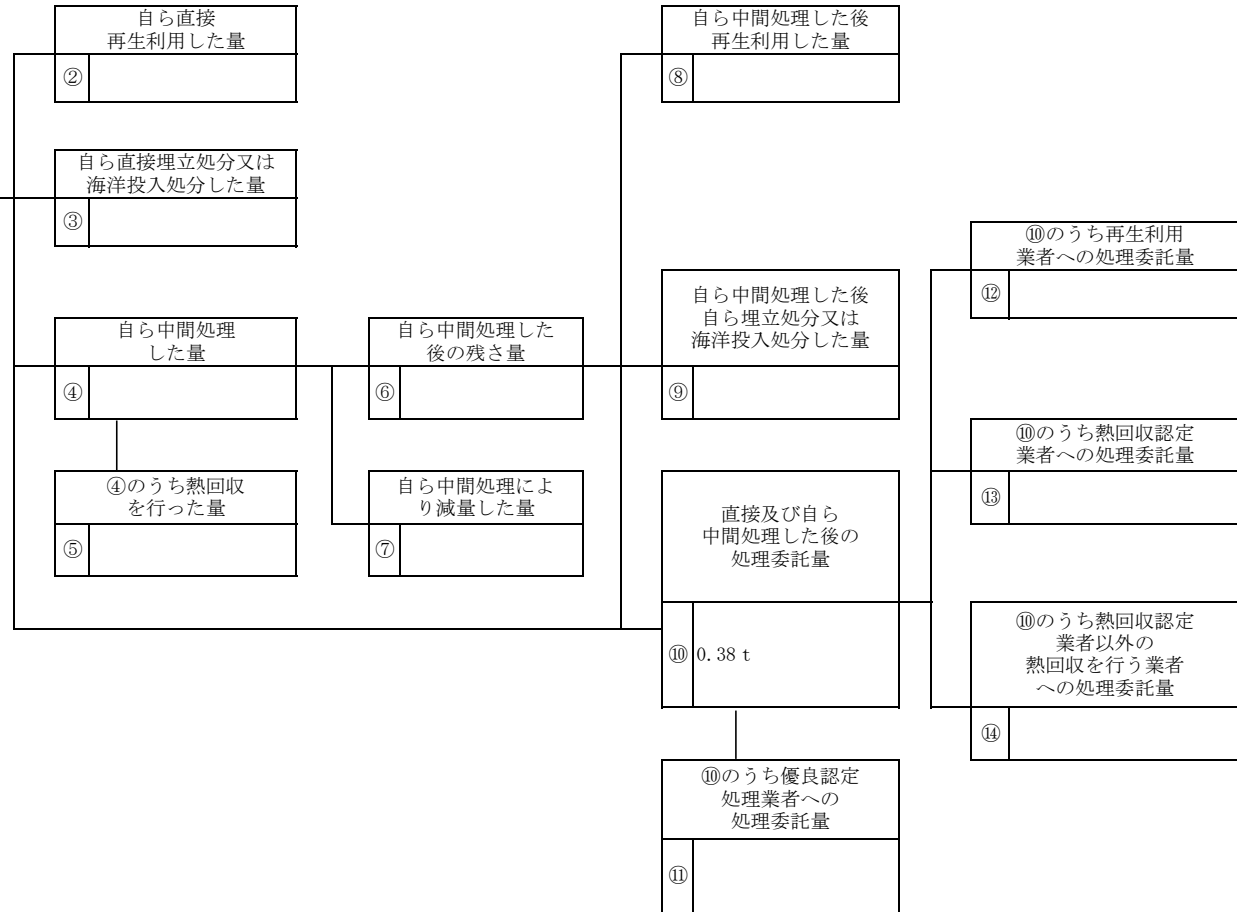 自ら直接
再生利用した量
②
自ら直接埋立処分又は
海洋投入処分した量
③
自ら中間処理
した量
④
④のうち熱回収
を行った量
⑤
自ら中間処理した
後の残さ量
⑥
自ら中間処理によ
り減量した量
⑦
自ら中間処理した後
再生利用した量
⑧
自ら中間処理した後
自ら埋立処分又は
海洋投入処分した量
⑨
直接及び自ら
中間処理した後の
処理委託量
⑩ 0.38 t
⑩のうち優良認定
処理業者への
処理委託量
⑪
⑩のうち再生利用
業者への処理委託量
⑫
⑩のうち熱回収認定
業者への処理委託量
⑬
⑩のうち熱回収認定
業者以外の
熱回収を行う業者
への処理委託量
⑭